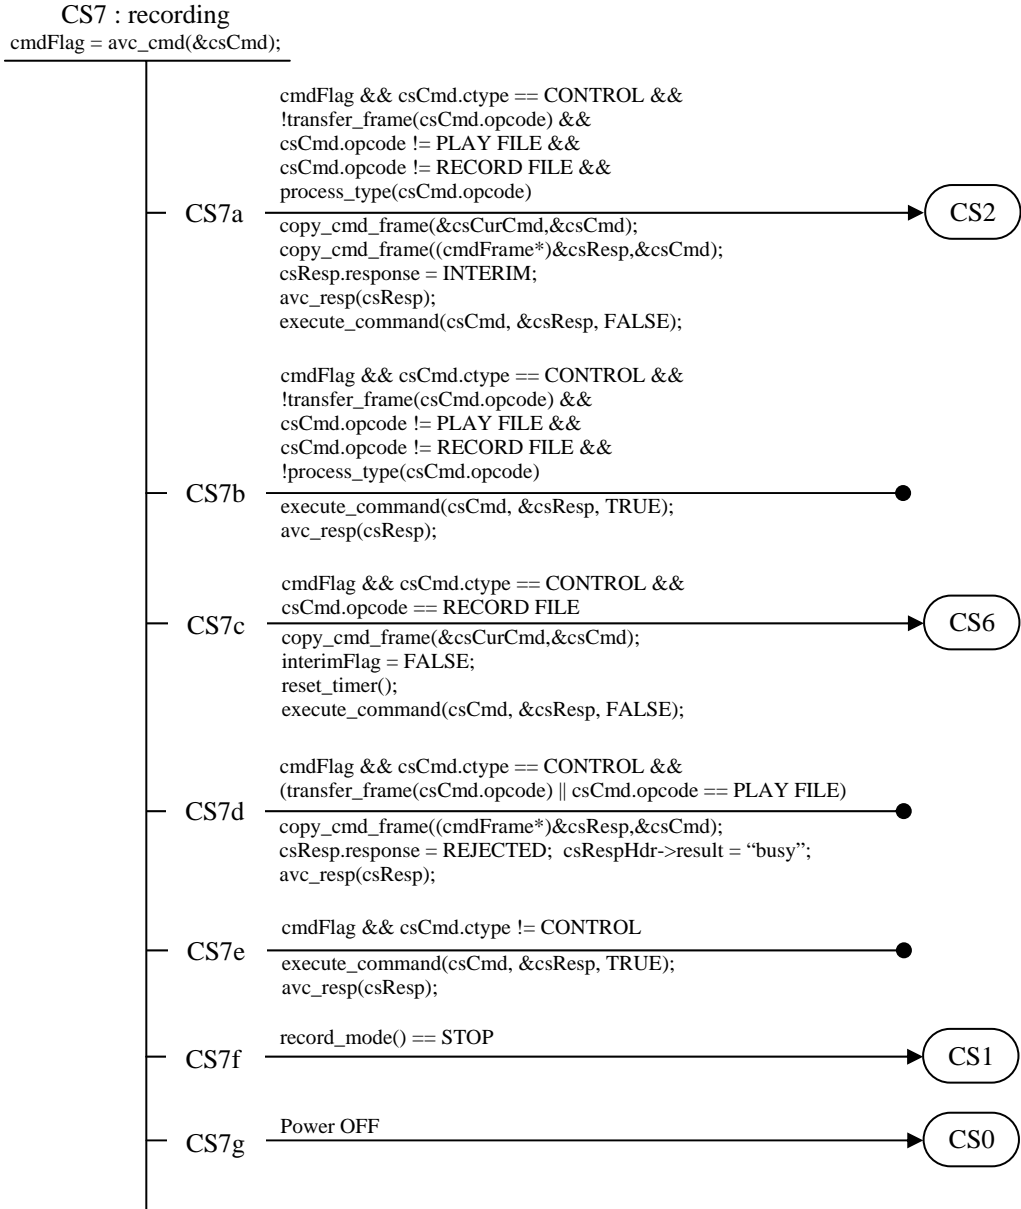 CS7 : recording
cmdFlag = avc_cmd(&csCmd);
cmdFlag && csCmd.ctype == CONTROL &&
!transfer_frame(csCmd.opcode) &&
csCmd.opcode != PLAY FILE &&
csCmd.opcode != RECORD FILE &&
process_type(csCmd.opcode)
CS7a
CS2
copy_cmd_frame(&csCurCmd,&csCmd);
copy_cmd_frame((cmdFrame*)&csResp,&csCmd);
csResp.response = INTERIM;
avc_resp(csResp);
execute_command(csCmd, &csResp, FALSE);
cmdFlag && csCmd.ctype == CONTROL &&
!transfer_frame(csCmd.opcode) &&
csCmd.opcode != PLAY FILE &&
csCmd.opcode != RECORD FILE &&
!process_type(csCmd.opcode)
CS7b
execute_command(csCmd, &csResp, TRUE);
avc_resp(csResp);
cmdFlag && csCmd.ctype == CONTROL &&
csCmd.opcode == RECORD FILE
CS7c
CS6
copy_cmd_frame(&csCurCmd,&csCmd);
interimFlag = FALSE;
reset_timer();
execute_command(csCmd, &csResp, FALSE);
cmdFlag && csCmd.ctype == CONTROL &&
(transfer_frame(csCmd.opcode) || csCmd.opcode == PLAY FILE)
CS7d
copy_cmd_frame((cmdFrame*)&csResp,&csCmd);
csResp.response = REJECTED;  csRespHdr->result = “busy”;
avc_resp(csResp);
cmdFlag && csCmd.ctype != CONTROL
CS7e
execute_command(csCmd, &csResp, TRUE);
avc_resp(csResp);
record_mode() == STOP
CS7f
CS1
Power OFF
CS7g
CS0